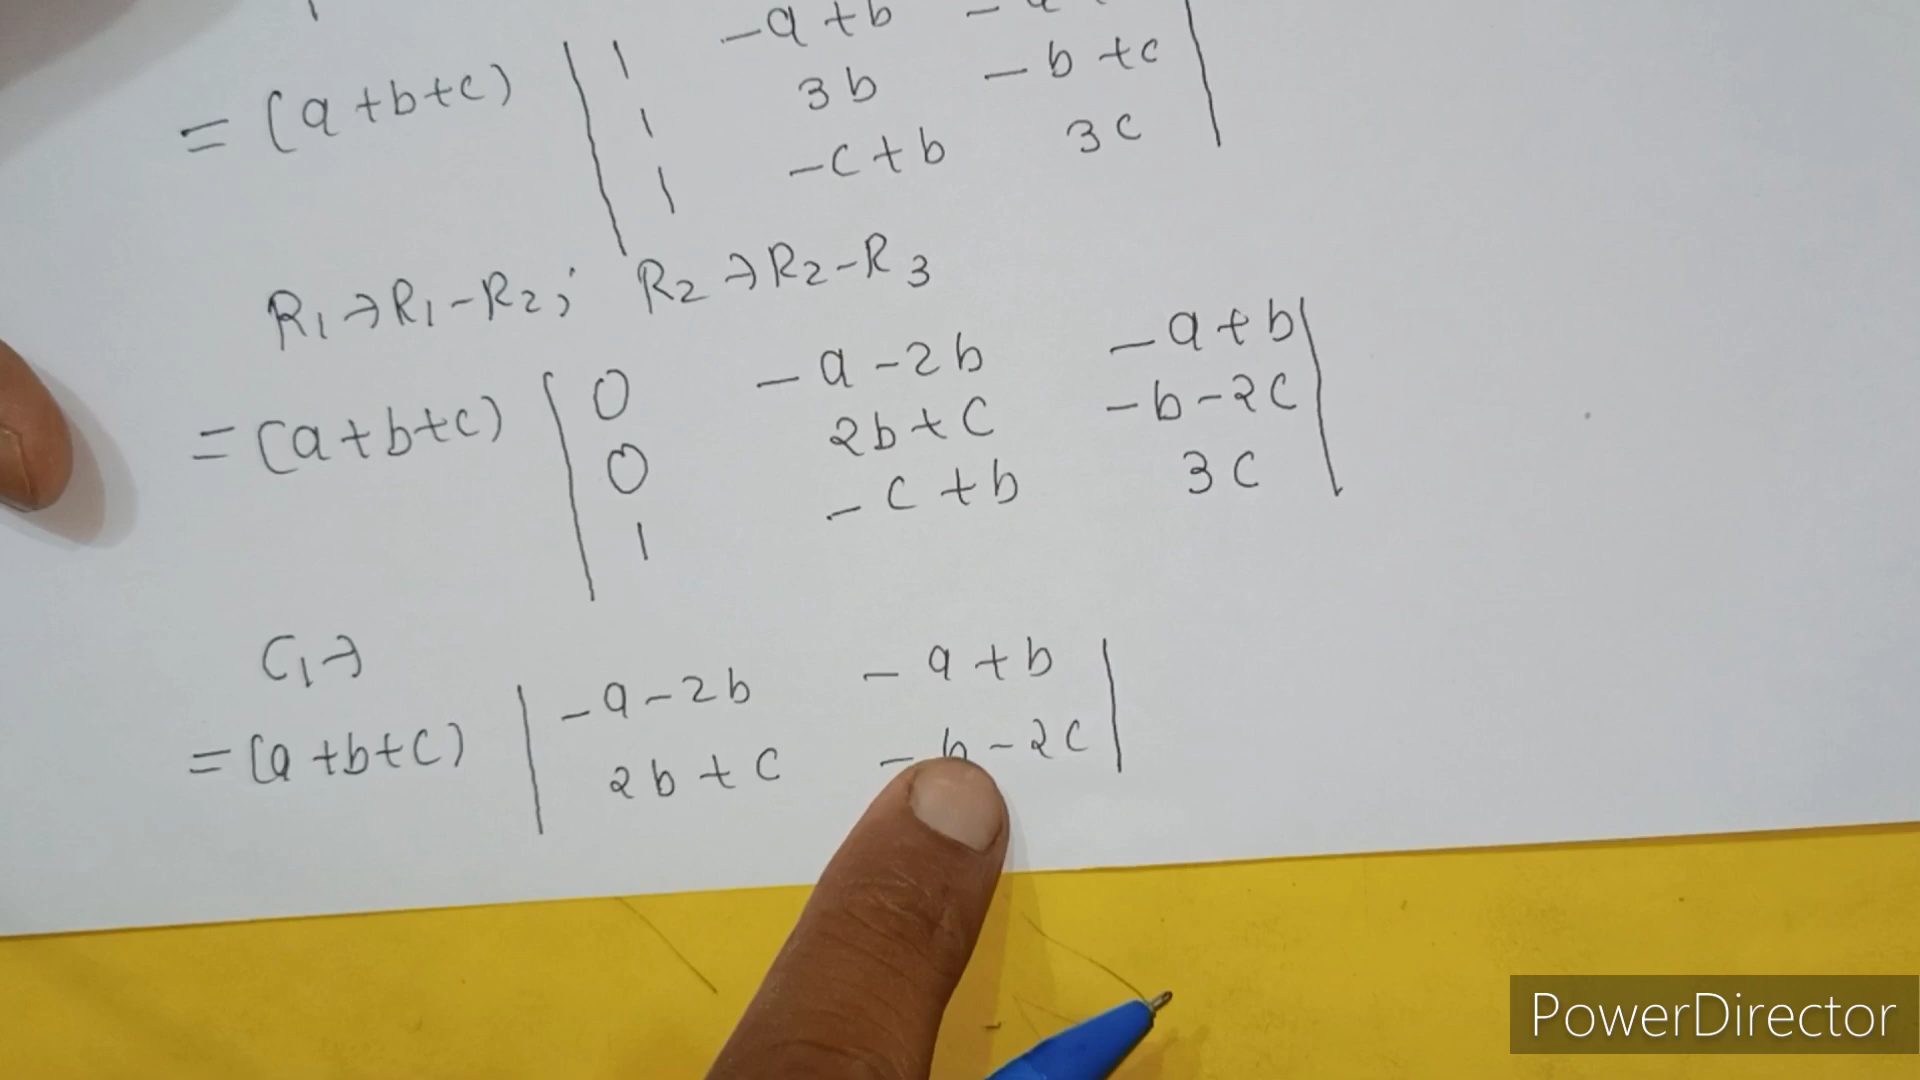 -a+b
= (a+b+c) | 1 3b -b+c |
1 -c+b 3c
1
R1→R1-R2; R2→R2-R3
0 -a-2b -a+b
= (a+b+c) | 0 2b+c -b-2c |
1 -c+b 3c
C1→
-a-2b -a+b
= (a+b+c) | 2b+c -b-2c |
PowerDirector